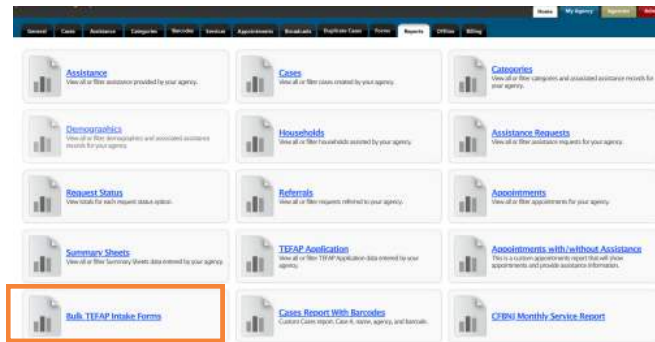 Home My Agency Agencies
General Cases Assistance Categories Barcodes Services Appointments Broadcasts Duplicate Cases Forms Reports Offline Billing
Assistance
View all or filter assistance provided by your agency.
Cases
View all or filter cases created by your agency.
Categories
View all or filter categories and associated assistance records for
your agency.
Demographics
View all or filter demographics and associated assistance
records for your agency.
Households
View all or filter households assisted by your agency.
Assistance Requests
View all or filter assistance requests for your agency.
Request Status
View totals for each request status option.
Referrals
View all or filter requests referred to your agency.
Appointments
View all or filter appointments for your agency.
Summary Sheets
View all or filter Summary Sheets data entered by your agency.
TEFAP Application
View all or filter TEFAP Application data entered by your
agency.
Appointments with/without Assistance
This is a custom appointments report that will show
appointments and provide assistance information.
Bulk TEFAP Intake Forms
Cases Report With Barcodes
Custom Cases report. Case #, name, agency, and barcode.
CFBNJ Monthly Service Report